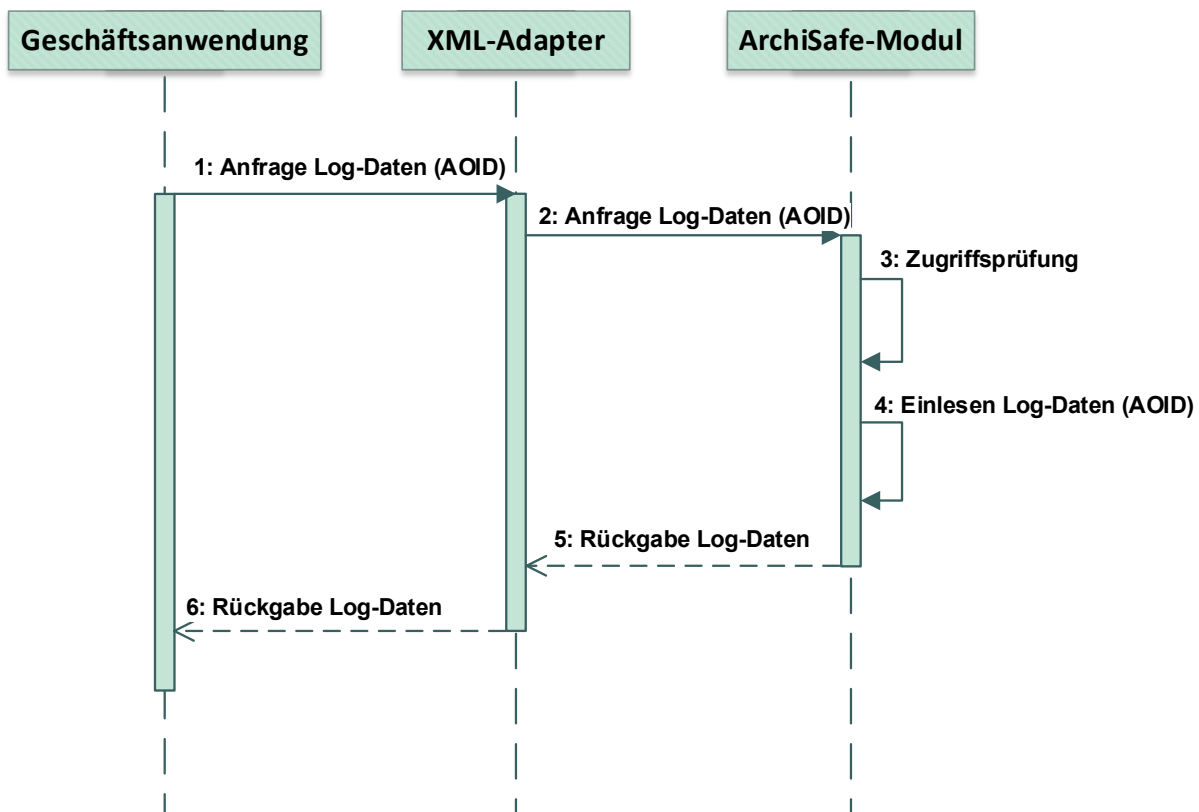 Geschäftsanwendung
XML-Adapter
ArchiSafe-Modul
1: Anfrage Log-Daten (AOID)
2: Anfrage Log-Daten (AOID)
3: Zugriffsprüfung
4: Einlesen Log-Daten (AOID)
5: Rückgabe Log-Daten
6: Rückgabe Log-Daten